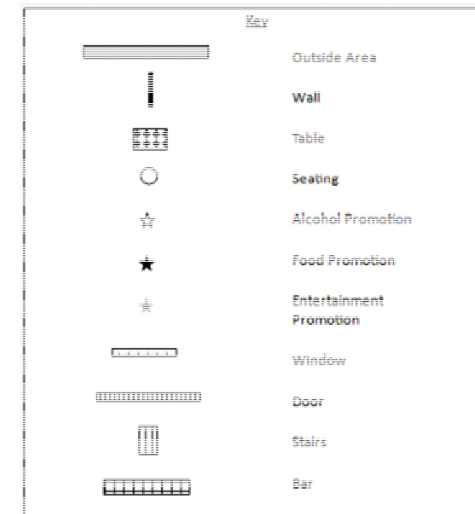 Key
Outside Area
Wall
Table
Seating
Alcohol Promotion
Food Promotion
Entertainment
Promotion
Window
Door
Stairs
Bar